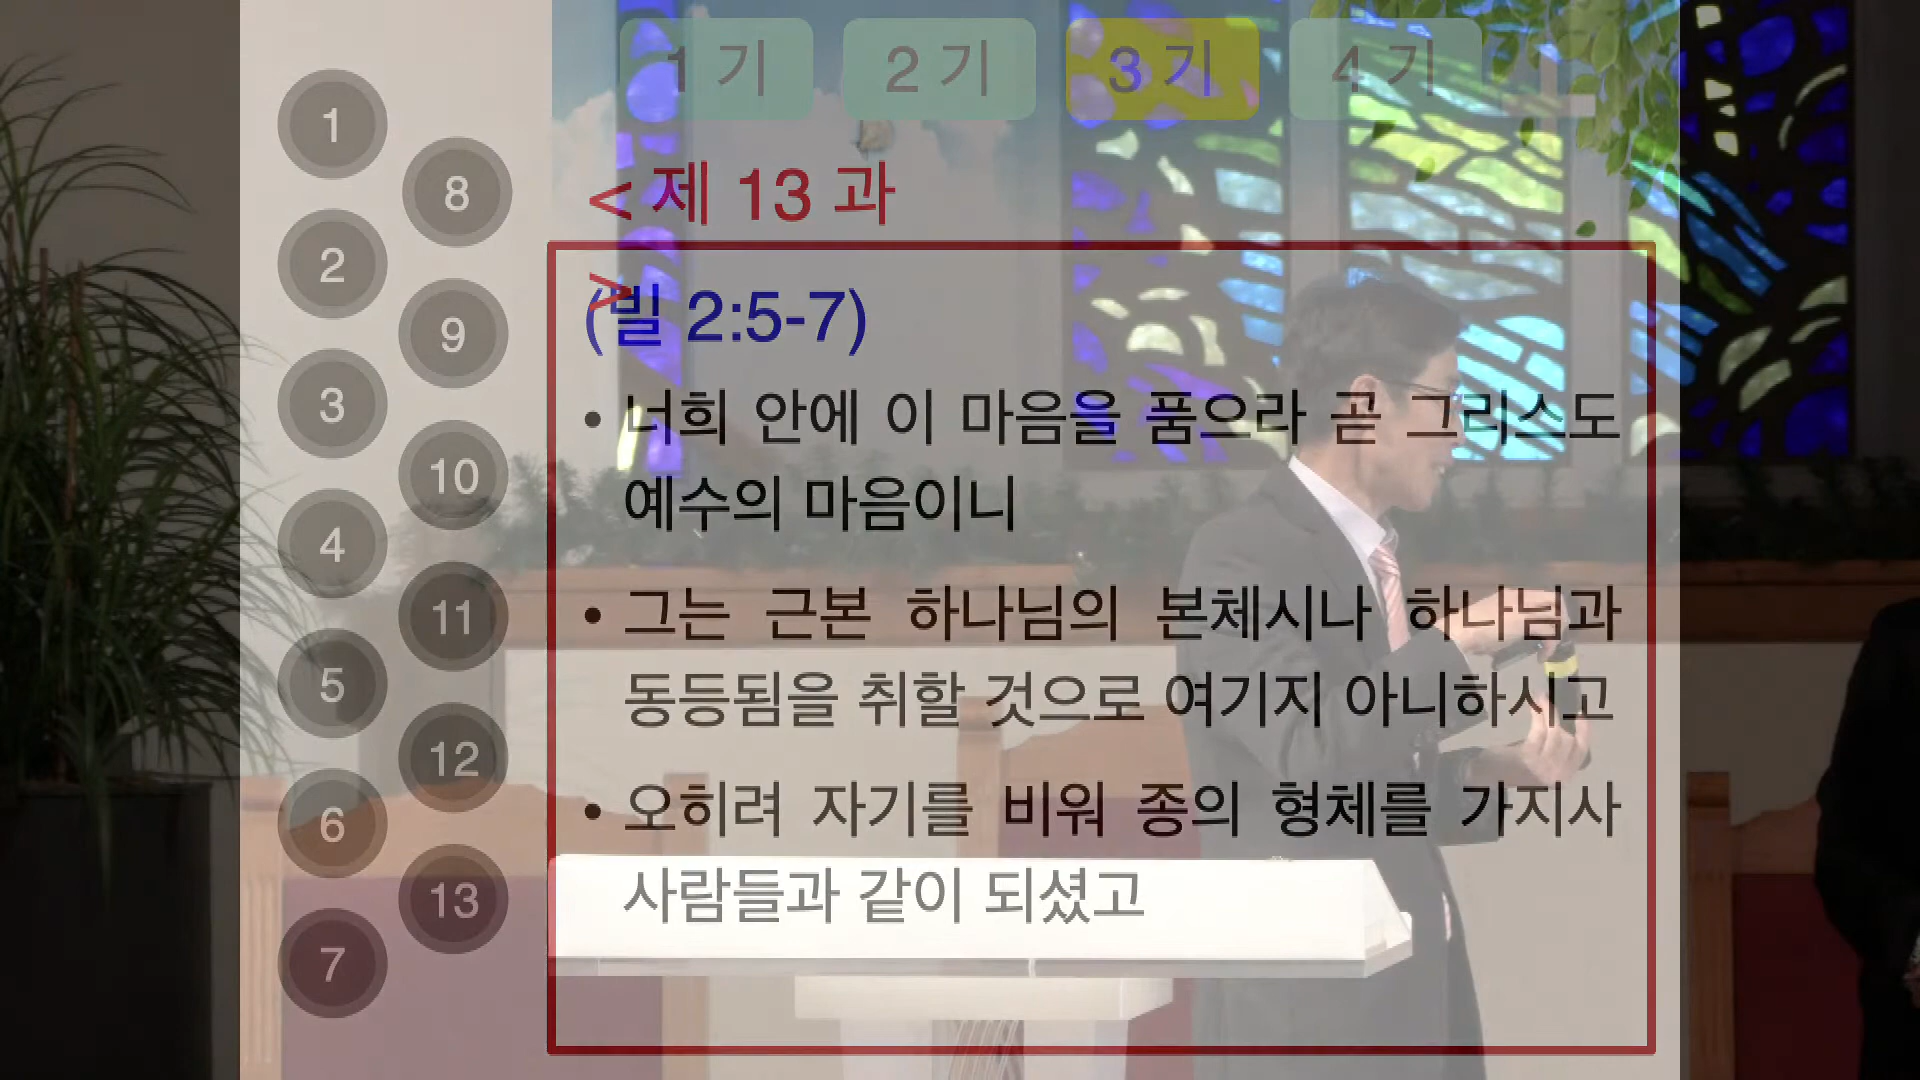 1 기 2 기 3 기 4 기
< 제 13 과
>
(빌 2:5-7)
• 너희 안에 이 마음을 품으라 곧 그리스도
예수의 마음이니
• 그는 근본 하나님의 본체시나 하나님과
동등됨을 취할 것으로 여기지 아니하시고
• 오히려 자기를 비워 종의 형체를 가지사
사람들과 같이 되셨고
1
2
3
4
5
6
7
8
9
10
11
12
13